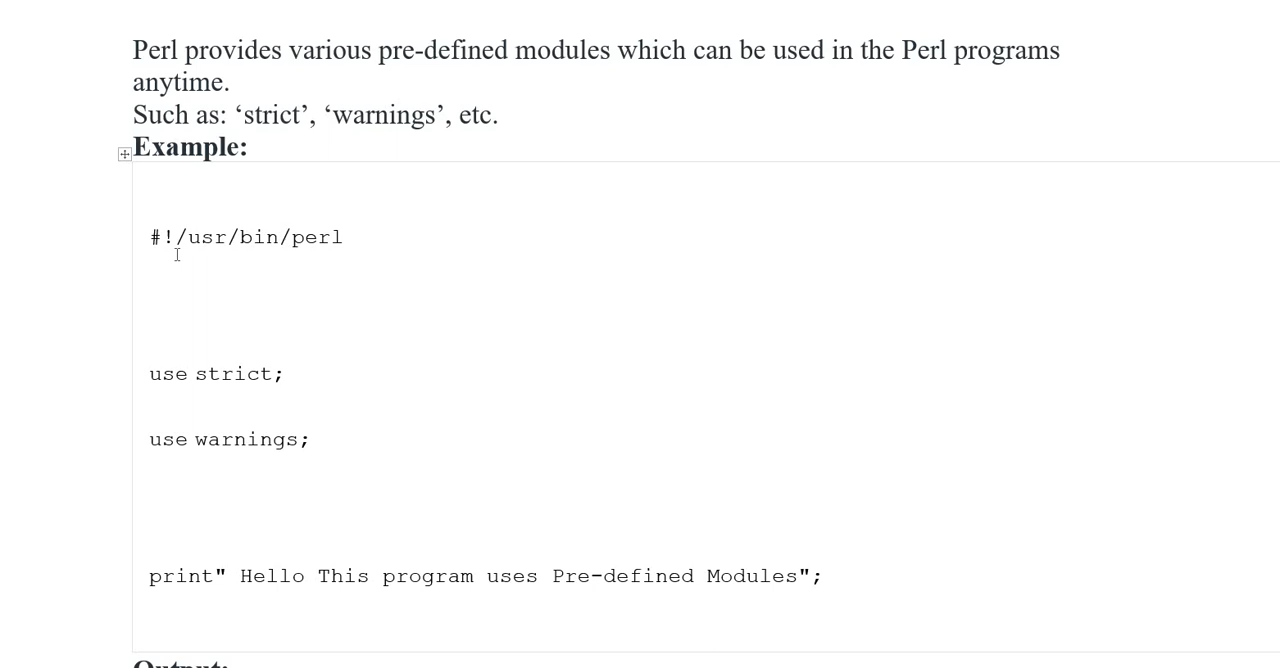 Perl provides various pre-defined modules which can be used in the Perl programs
anytime.
Such as: ‘strict’, ‘warnings’, etc.
Example:
#!/usr/bin/perl
use strict;
use warnings;
print" Hello This program uses Pre-defined Modules";
Output: